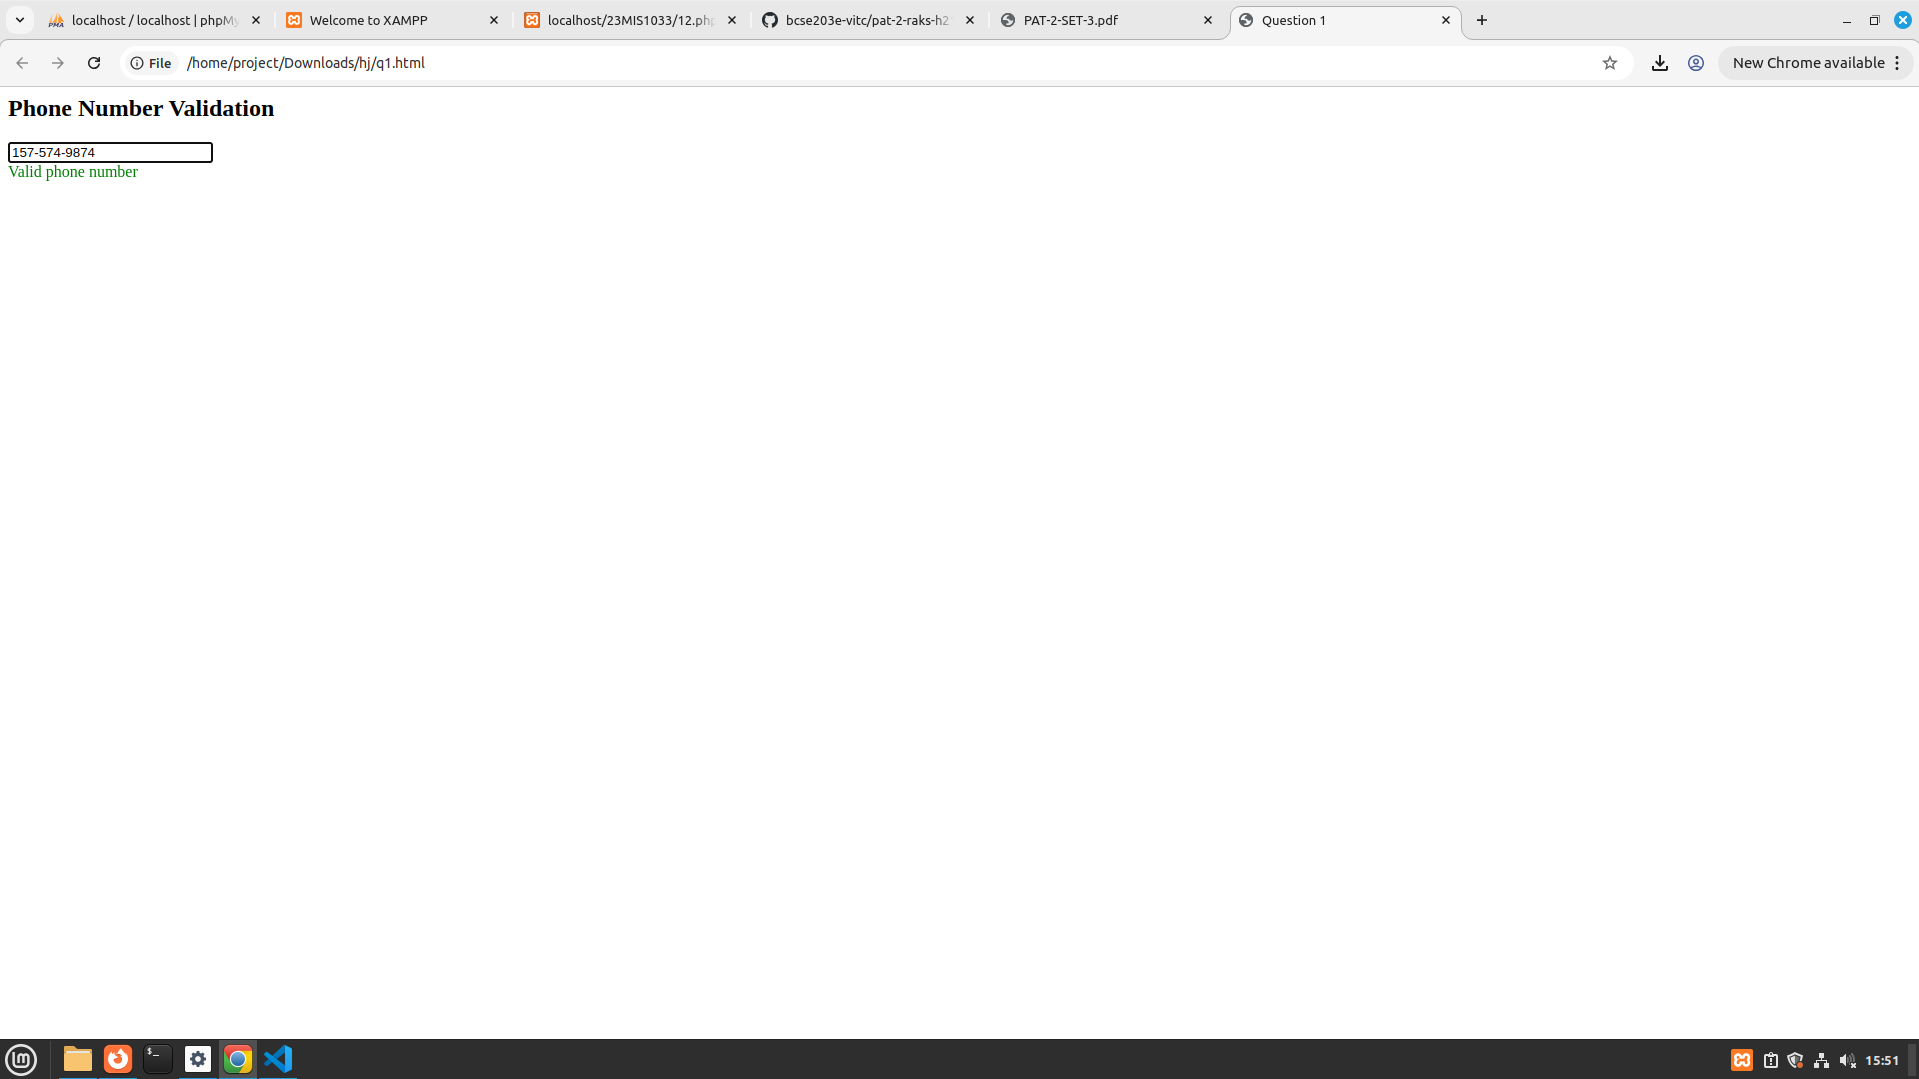 localhost / localhost | phpMy
Welcome to XAMPP
localhost/23MIS1033/12.php
bcse203e-vitc/pat-2-raks-h2
PAT-2-SET-3.pdf
Question 1
File
/home/project/Downloads/hj/q1.html
New Chrome available
Phone Number Validation
157-574-9874
Valid phone number
15:51